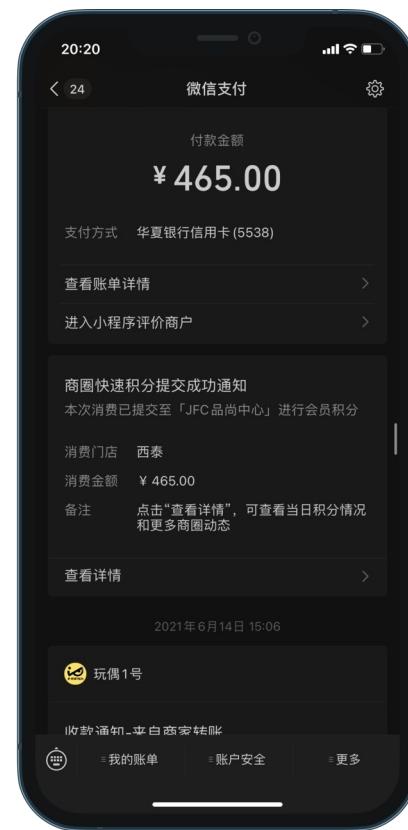 20:20
24
微信支付
付款金额
¥465.00
支付方式 华夏银行信用卡(5538)
查看账单详情
进入小程序评价商户
商圈快速积分提交成功通知
本次消费已提交至「JFC品尚中心」进行会员积分
消费门店 西泰
消费金额 ¥ 465.00
备注 点击“查看详情”，可查看当日积分情况
和更多商圈动态
查看详情
2021年6月14日 15:06
玩偶1号
收款通知-来自商家转账
我的账单 账户安全 更多